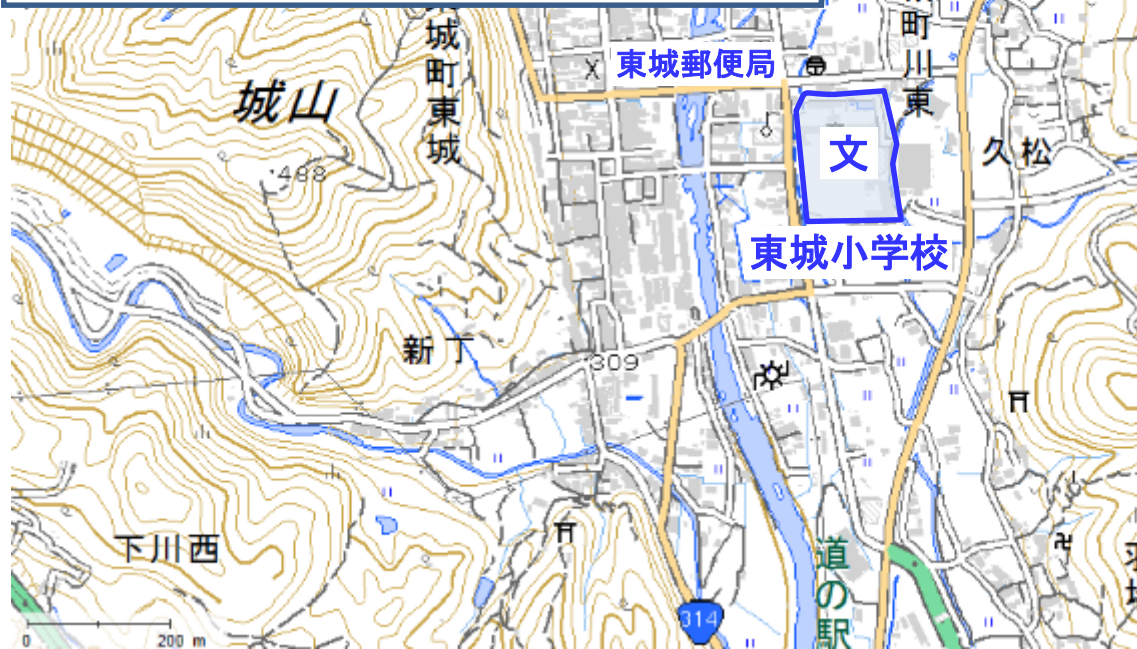 城町東城
町川東
東城郵便局
城山
文
久松
・488
東城小学校
新丁
309
下川西
道の駅
314
0
200 m